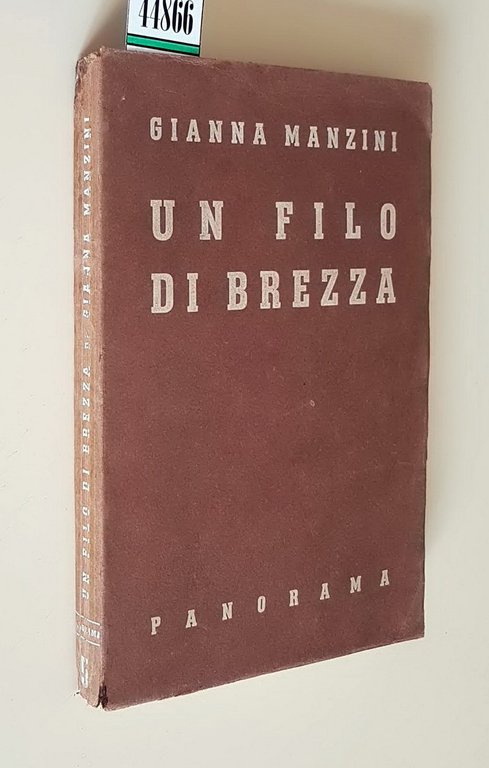 44866
GIANNA MANZINI
UN FILO
DI BREZZA
PANORAMA
UN FILO DI BREZZA DI GIANNA MANZINI